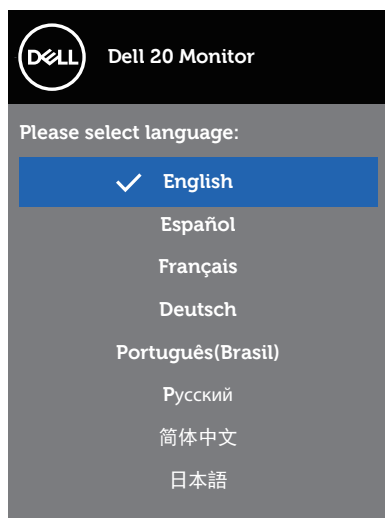 DELL Dell 20 Monitor
Please select language:
English
Español
Français
Deutsch
Português(Brasil)
Русский
简体中文
日本語